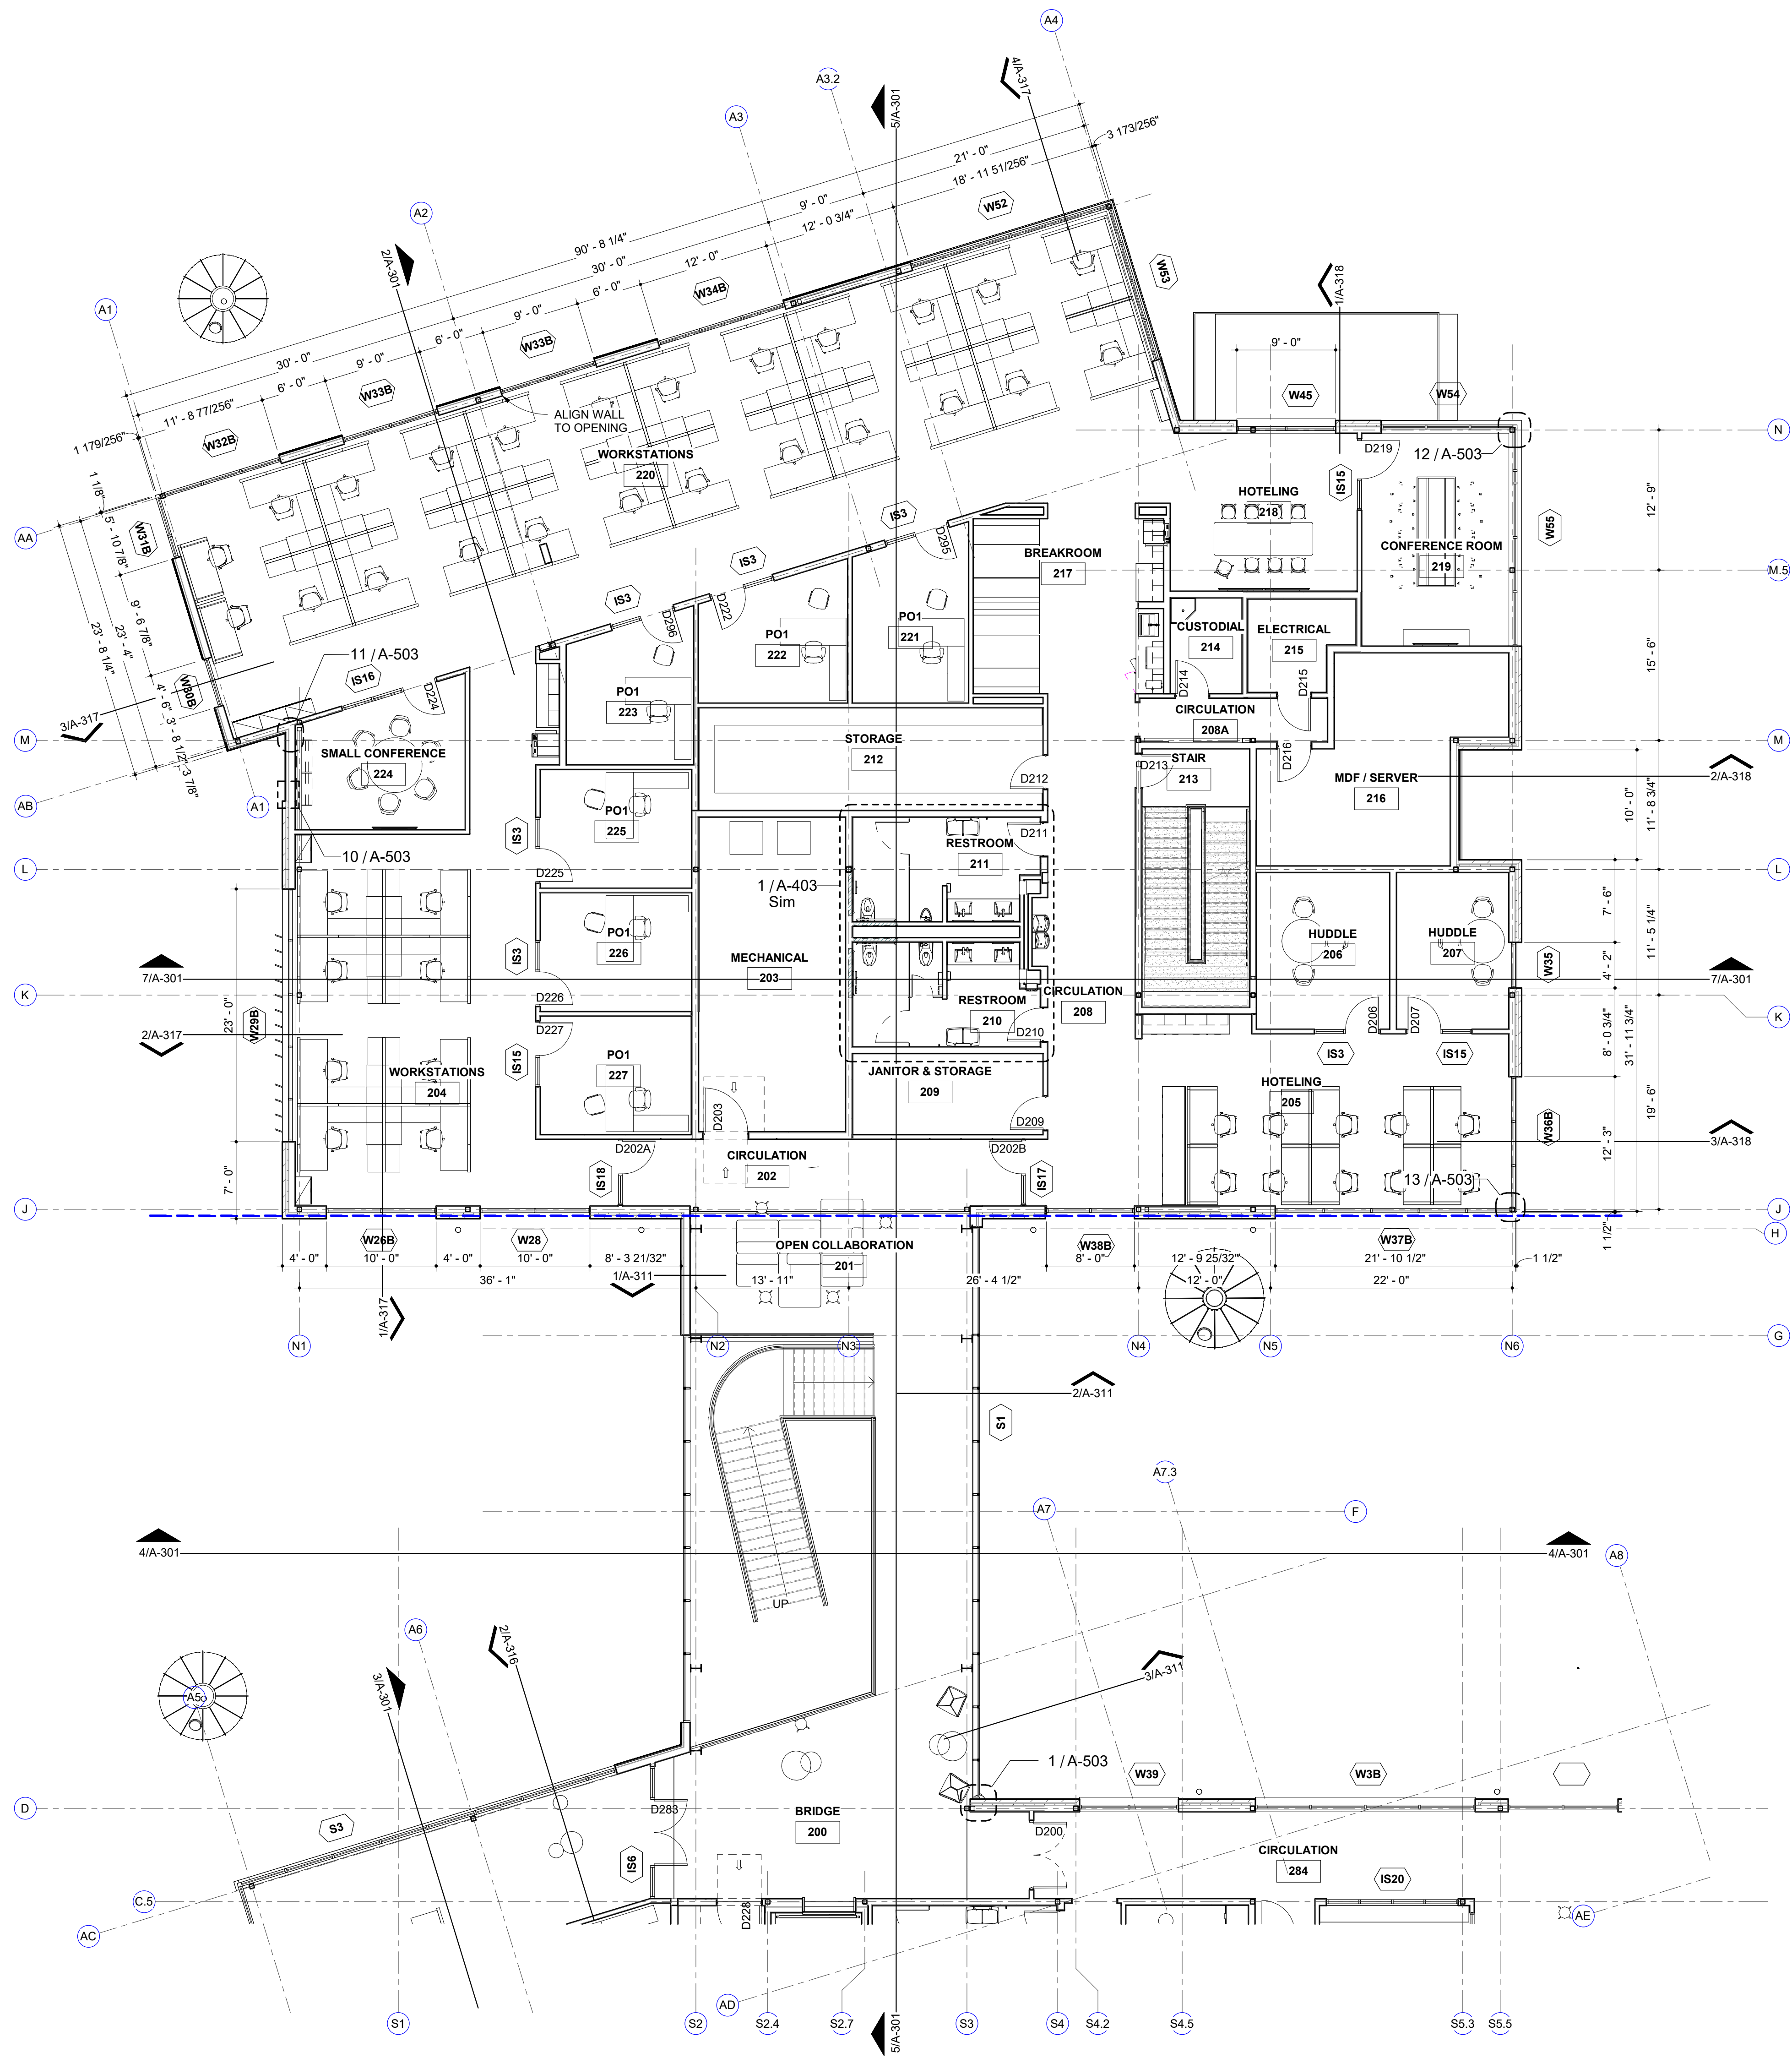 A4
A3.2
A3
A2
A1
4/A-317
5/A-301
2/A-301
1/A-318
3 173/256"
21' - 0"
18' - 11 51/256"
9' - 0"
12' - 0 3/4"
90' - 8 1/4"
30' - 0"
12' - 0"
6' - 0"
9' - 0"
6' - 0"
30' - 0"
9' - 0"
6' - 0"
11' - 8 77/256"
1 179/256"
W52
W53
W34B
W33B
W33B
W32B
W31B
W30B
ALIGN WALL
TO OPENING
WORKSTATIONS
220
9' - 0"
W45
W54
D219
12 / A-503
N
IS15
HOTELING
218
W55
12' - 9"
CONFERENCE ROOM
219
M.5
AA
1 1/8"
5' - 10 7/8"
9' - 6 7/8"
23' - 4"
23' - 8 1/4"
4' - 6"
3' - 8 1/2"
3 7/8"
IS3
D295
IS3
D222
IS3
D296
BREAKROOM
217
PO1
221
PO1
222
PO1
223
CUSTODIAL
214
ELECTRICAL
215
D214
D215
15' - 6"
11 / A-503
IS16
D224
3/A-317
M
AB
A1
SMALL CONFERENCE
224
STORAGE
212
D212
CIRCULATION
208A
M
STAIR
213
D213
D216
MDF / SERVER
216
2/A-318
10' - 0"
11' - 8 3/4"
PO1
225
IS3
D225
10 / A-503
L
1 / A-403
Sim
D211
RESTROOM
211
L
7' - 6"
11' - 5 1/4"
PO1
226
IS3
D226
MECHANICAL
203
HUDDLE
206
HUDDLE
207
4' - 2"
W35
7/A-301
7/A-301
K
RESTROOM
210
D210
CIRCULATION
208
D206
D207
K
23' - 0"
W29B
2/A-317
D227
IS15
PO1
227
IS3
IS15
8' - 0 3/4"
31' - 11 3/4"
WORKSTATIONS
204
JANITOR & STORAGE
209
D209
HOTELING
205
19' - 6"
D203
W36B
12' - 3"
3/A-318
D202A
CIRCULATION
202
D202B
IS18
IS17
13 / A-503
7' - 0"
J
J
H
1 1/2"
W26B
W28
OPEN COLLABORATION
201
W38B
W37B
4' - 0"
10' - 0"
4' - 0"
10' - 0"
8' - 3 21/32"
8' - 0"
12' - 9 25/32"
21' - 10 1/2"
1 1/2"
1/A-311
36' - 1"
13' - 11"
26' - 4 1/2"
12' - 0"
22' - 0"
1/A-317
N1
N2
N3
N4
N5
N6
G
2/A-311
S1
A7.3
A7
F
4/A-301
4/A-301
A8
UP
A6
2/A-316
3/A-301
3/A-311
A5
1 / A-503
W39
W3B
D
D283
BRIDGE
200
D200
S3
CIRCULATION
284
IS6
IS20
C.5
D228
AC
AE
AD
S1
S2
S2.4
S2.7
5/A-301
S3
S4
S4.2
S4.5
S5.3
S5.5